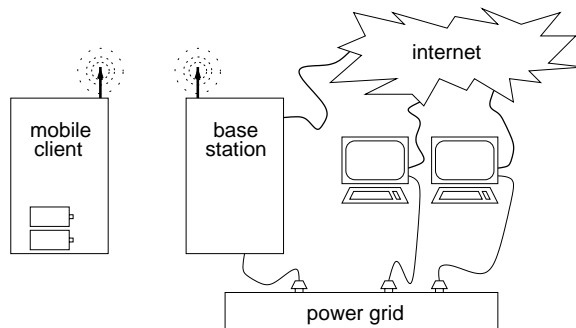 internet
mobile
client
base
station
power grid